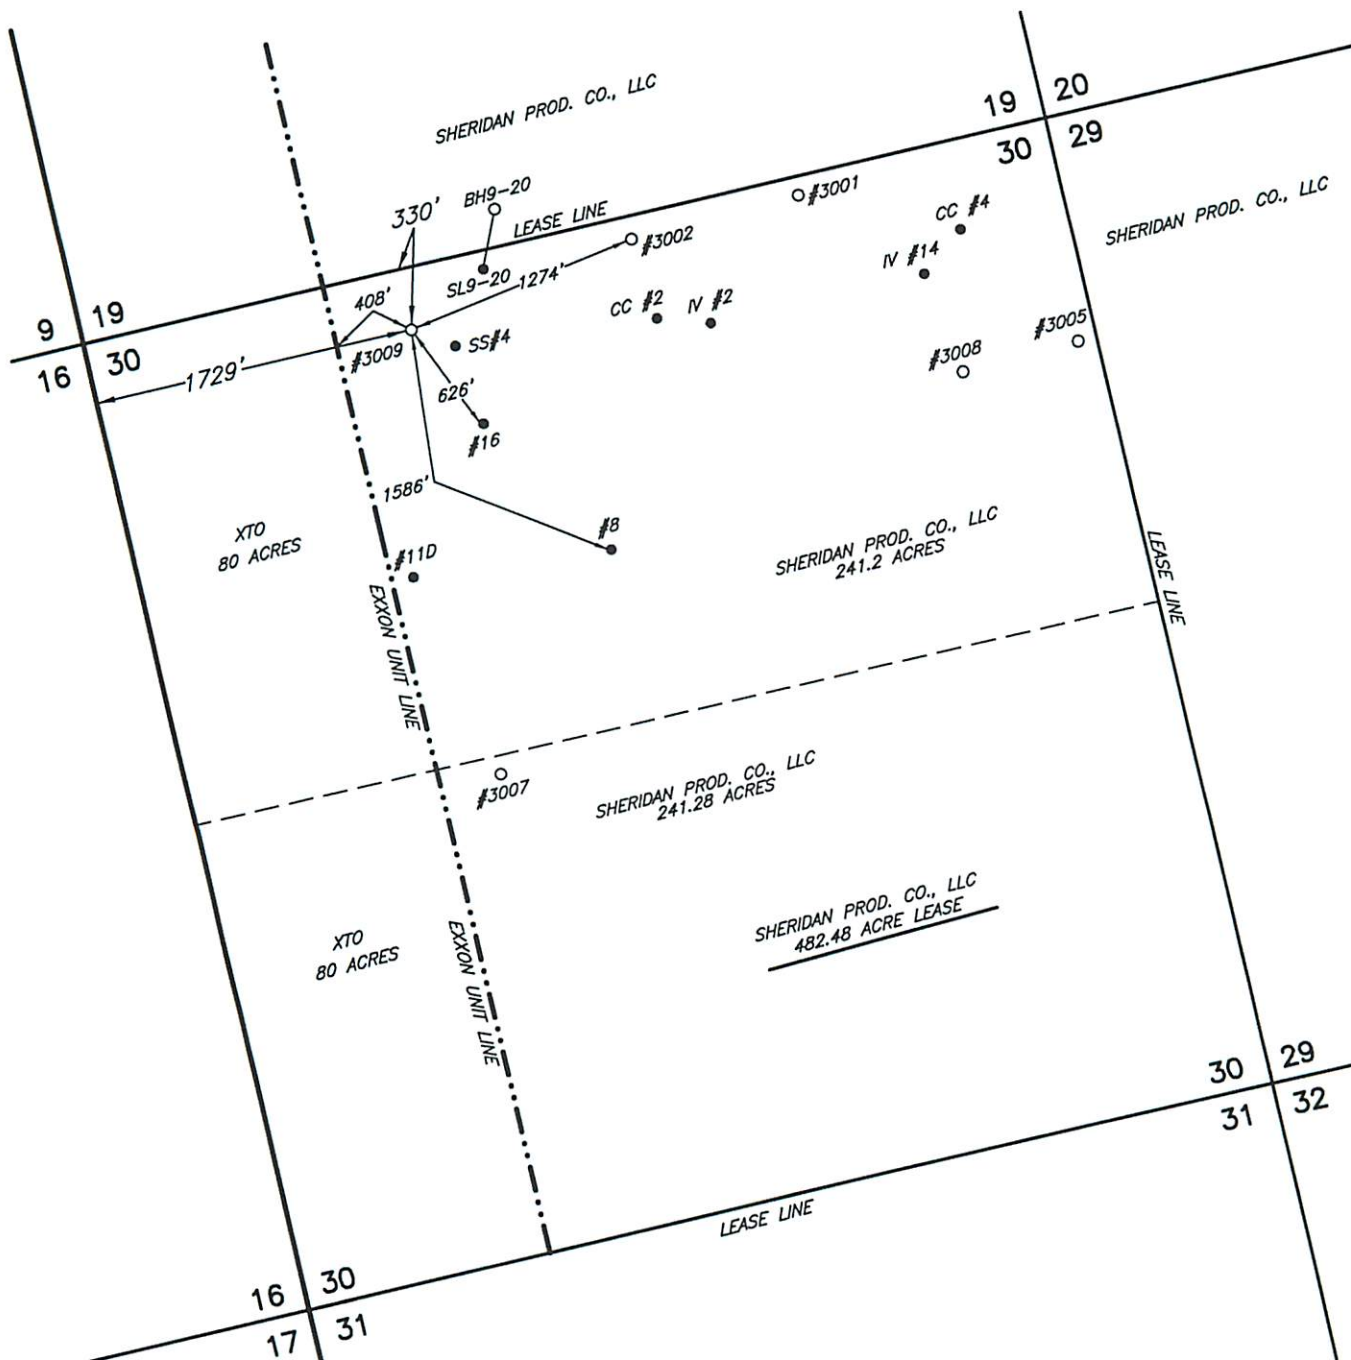 SHERIDAN PROD. CO., LLC
19
20
30
29
#3001
BH9-20
330'
LEASE LINE
#3002
CC #4
SHERIDAN PROD. CO., LLC
IV #14
SL9-20
1274'
408'
CC #2
IV #2
9
19
16
30
#3009
SS#4
#3005
#3008
1729'
626'
#16
1586'
XTO
80 ACRES
#8
#11D
SHERIDAN PROD. CO., LLC
241.2 ACRES
LEASE LINE
EXXON UNIT LINE
#3007
SHERIDAN PROD. CO., LLC
241.28 ACRES
SHERIDAN PROD. CO., LLC
482.48 ACRE LEASE
XTO
80 ACRES
EXXON UNIT LINE
30
29
31
32
LEASE LINE
16
30
17
31